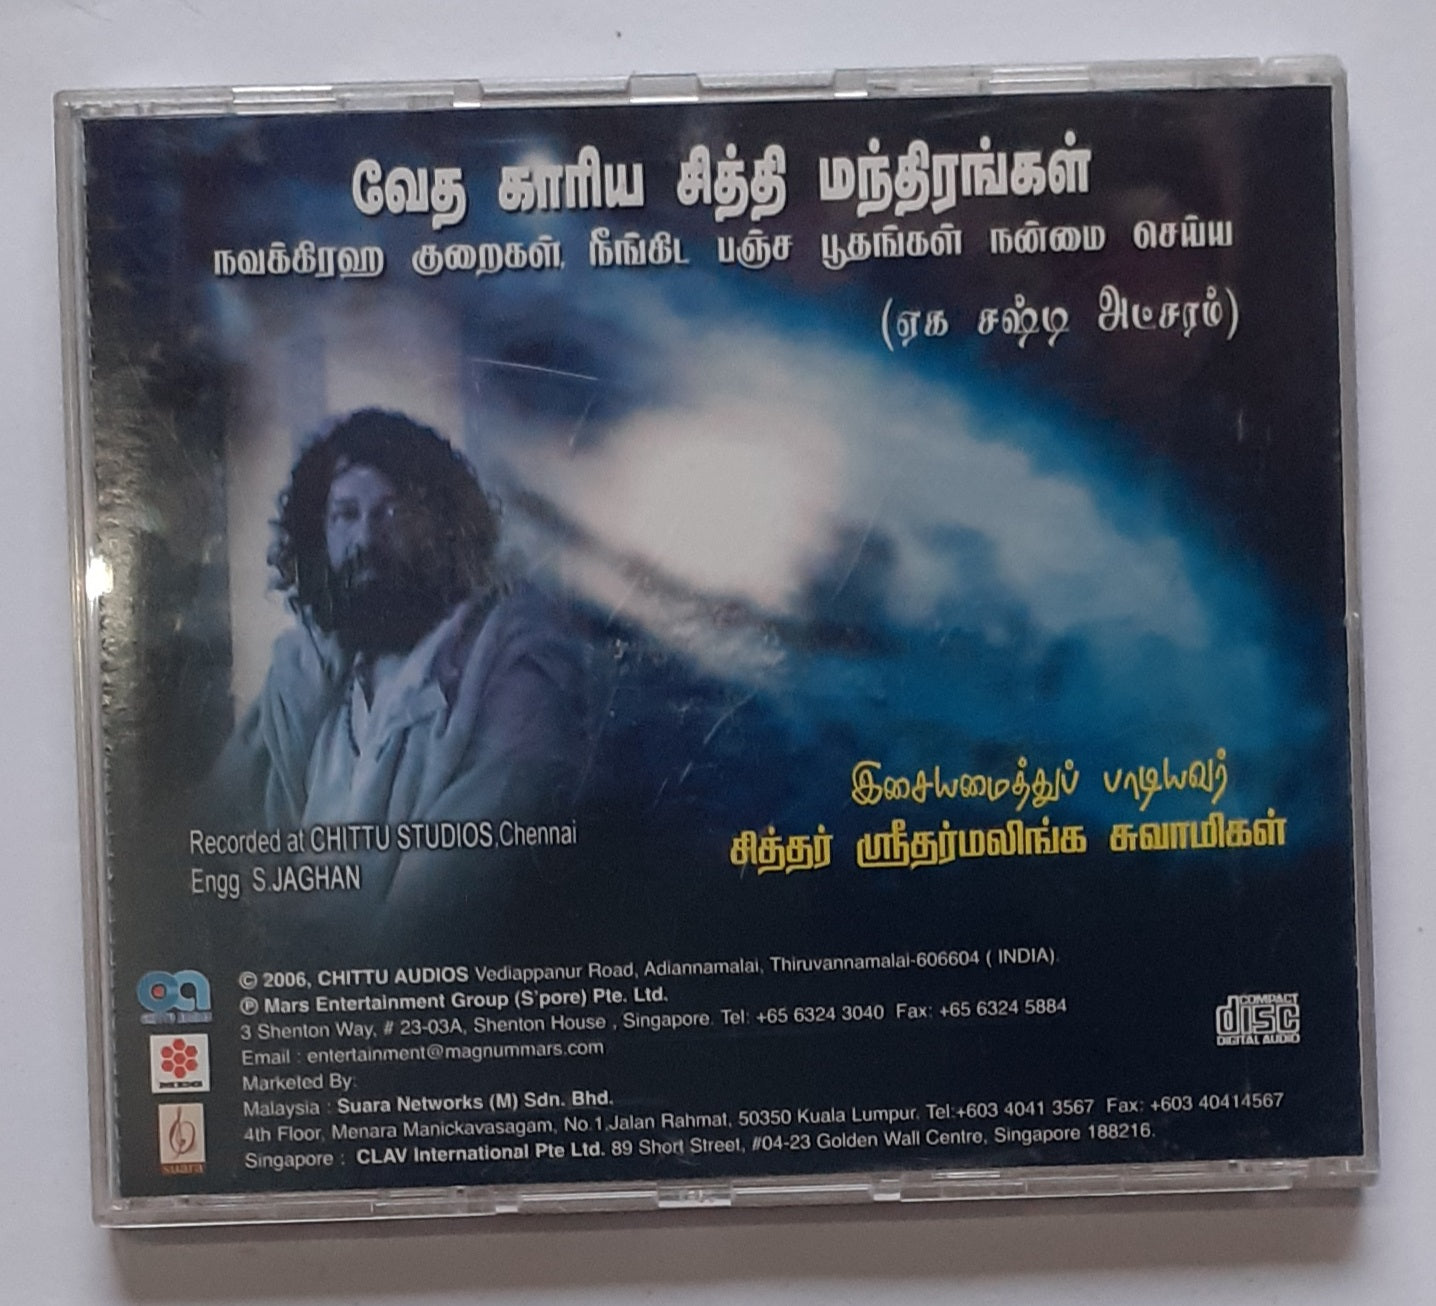 வேத காரிய சித்தி மந்திரங்கள்
நவக்கிரஹ குறைகள், நீங்கிட பஞ்ச பூதங்கள் நன்மை செய்ய
(ஏக சஷ்டி அட்சரம்)
இசையமைத்துப் பாடியவர்
சித்தர் ஸ்ரீதர்மலிங்க சுவாமிகள்
Recorded at CHITTU STUDIOS,Chennai
Engg S.JAGHAN
© 2006, CHITTU AUDIOS Vediappanur Road, Adiannamalai, Thiruvannamalai-606604 ( INDIA).
℗ Mars Entertainment Group (S'pore) Pte. Ltd.
3 Shenton Way, # 23-03A, Shenton House , Singapore. Tel: +65 6324 3040 Fax: +65 6324 5884
Email : entertainment@magnummars.com
Marketed By:
Malaysia : Suara Networks (M) Sdn. Bhd.
4th Floor, Menara Manickavasagam, No.1,Jalan Rahmat, 50350 Kuala Lumpur. Tel:+603 4041 3567 Fax: +603 40414567
Singapore : CLAV International Pte Ltd. 89 Short Street, #04-23 Golden Wall Centre, Singapore 188216.
MEG
suara
COMPACT
disc
DIGITAL AUDIO